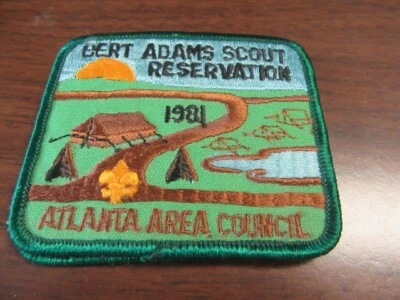 BERT ADAMS SCOUT
RESERVATION
1981
ATLANTA AREA COUNCIL